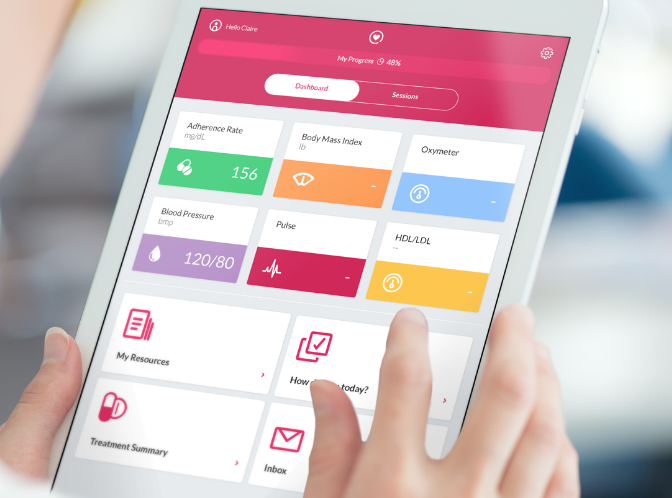 Hello Claire
My Progress 48%
Dashboard
Sessions
Adherence Rate
mg/dL
156
Body Mass Index
lb
-
Oxymeter
-
Blood Pressure
bmp
120/80
Pulse
-
HDL/LDL
--
-
My Resources
How today?
Treatment Summary
Inbox